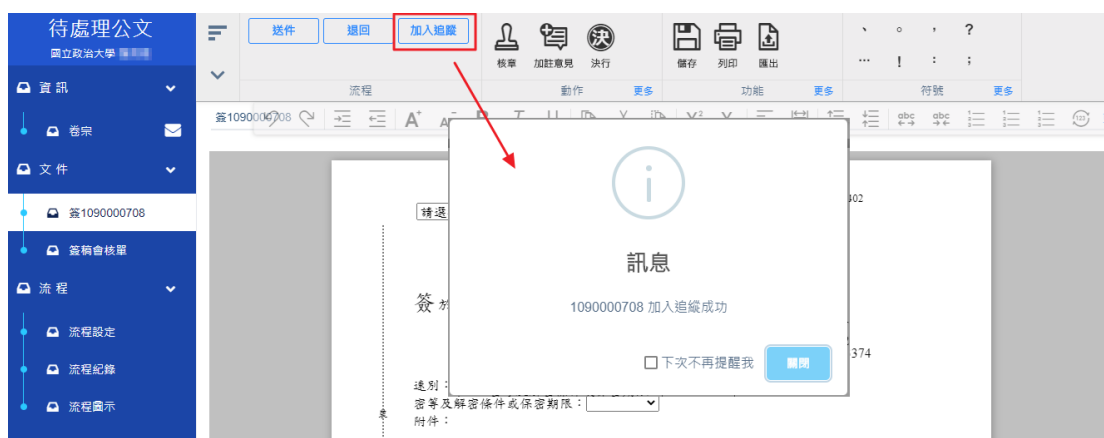 待處理公文
國立政治大學
資訊
卷宗
文件
簽1090000708
簽稿會核單
流程
流程設定
流程紀錄
流程圖示
送件 退回 加入追蹤
流程
核章 加註意見 決行
決
動作 更多
儲存 列印 匯出
功能 更多
、 。 , ?
… ! : ;
符號 更多
簽1090000708
訊息
1090000708 加入追縱成功
下次不再提醒我 關閉
請選
402
簽 於
374
速別:
密等及解密條件或保密期限:
附件: